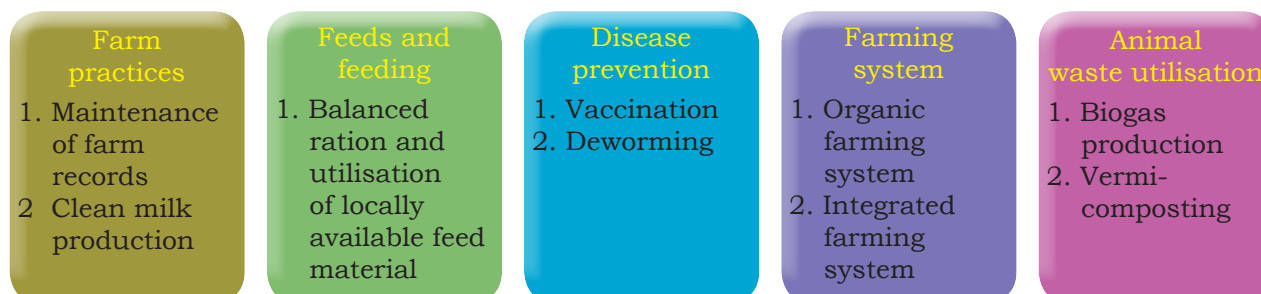 Farm
practices
1. Maintenance
of farm
records
2 Clean milk
production
Feeds and
feeding
1. Balanced
ration and
utilisation
of locally
available feed
material
Disease
prevention
1. Vaccination
2. Deworming
Farming
system
1. Organic
farming
system
2. Integrated
farming
system
Animal
waste utilisation
1. Biogas
production
2. Vermi-
composting